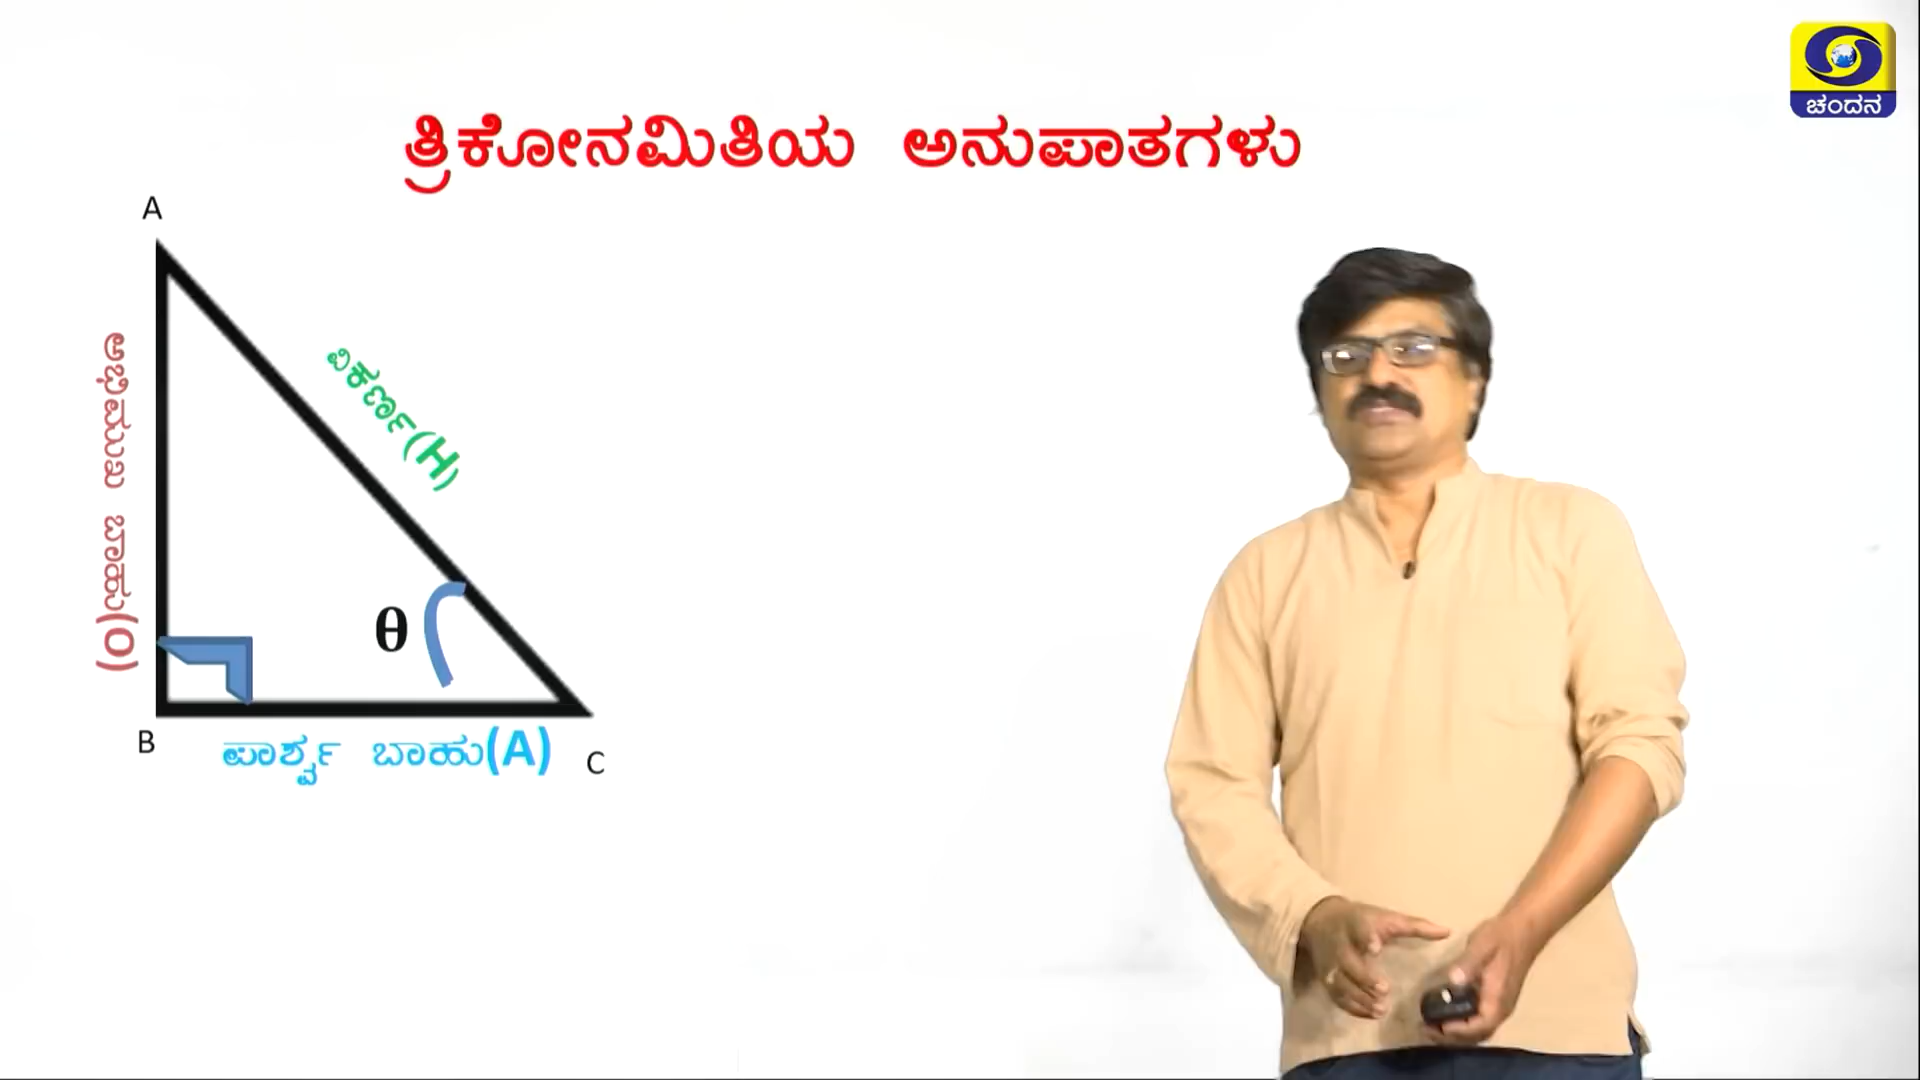 ಚಂದನ
ತ್ರಿಕೋನಮಿತಿಯ ಅನುಪಾತಗಳು
A
ವಿಕರ್ಣ(H)
ಅಭಿಮುಖ ಬಾಹು(O)
θ
B
ಪಾರ್ಶ್ವ ಬಾಹು(A)
C